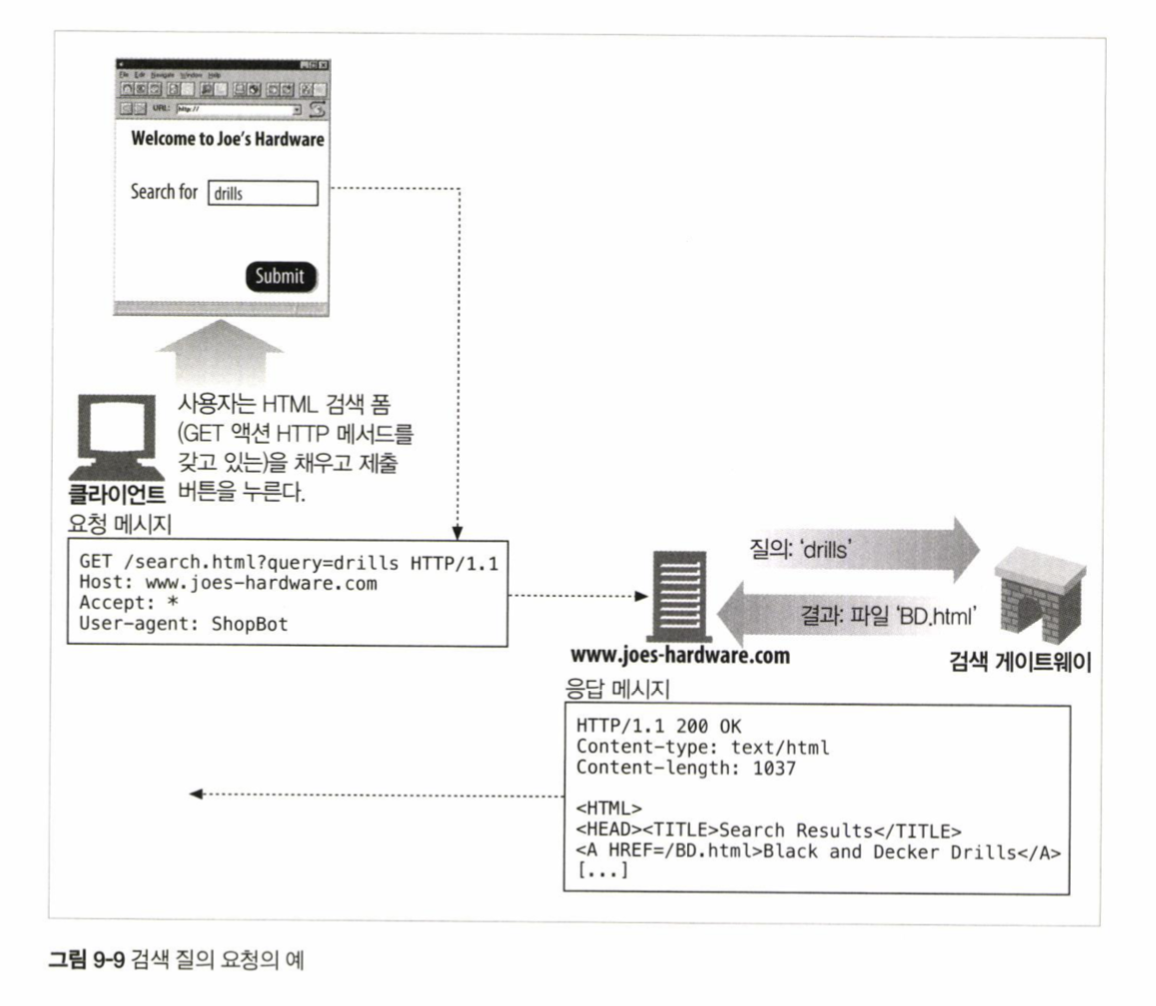 File Edit Navigate Window Help
URL: http://
Welcome to Joe's Hardware
Search for drills
Submit
사용자는 HTML 검색 폼
(GET 액션 HTTP 메서드를
갖고 있는)을 채우고 제출
버튼을 누른다.
클라이언트
요청 메시지
GET /search.html?query=drills HTTP/1.1
Host: www.joes-hardware.com
Accept: *
User-agent: ShopBot
질의: ‘drills’
결과: 파일 ‘BD.html’
www.joes-hardware.com
검색 게이트웨이
응답 메시지
HTTP/1.1 200 OK
Content-type: text/html
Content-length: 1037
<HTML>
<HEAD><TITLE>Search Results</TITLE>
<A HREF=/BD.html>Black and Decker Drills</A>
[...]
그림 9-9 검색 질의 요청의 예